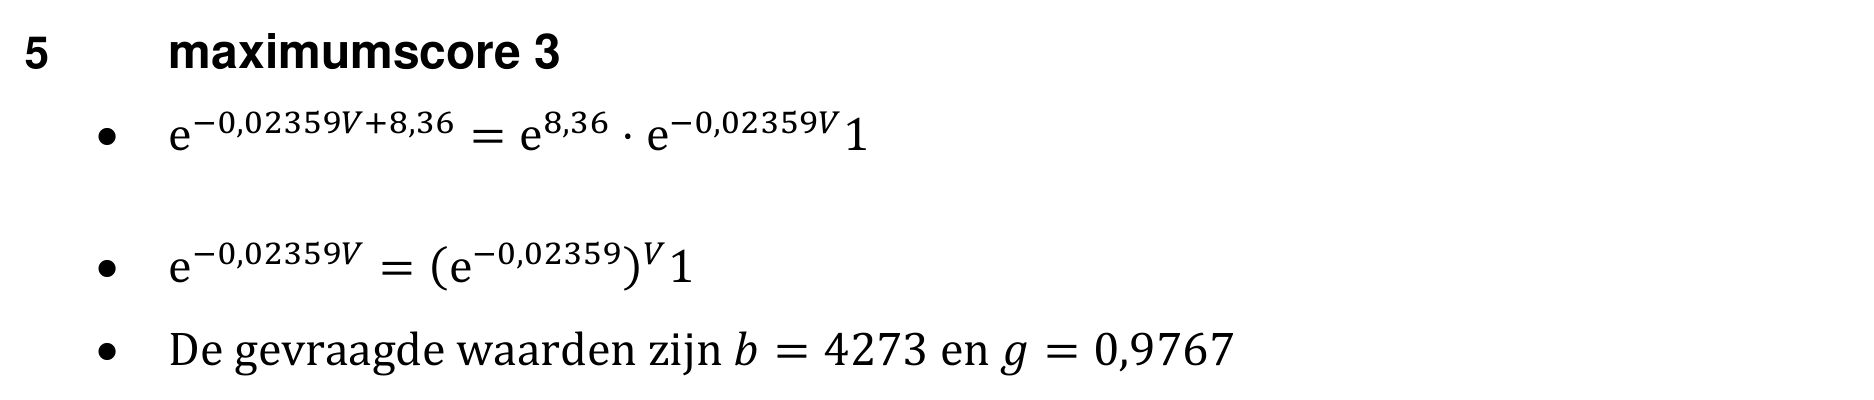 5 maximumscore 3
• e^{−0,02359V+8,36} = e^{8,36} · e^{−0,02359V}1
• e^{−0,02359V} = (e^{−0,02359})^V1
• De gevraagde waarden zijn b = 4273 en g = 0,9767